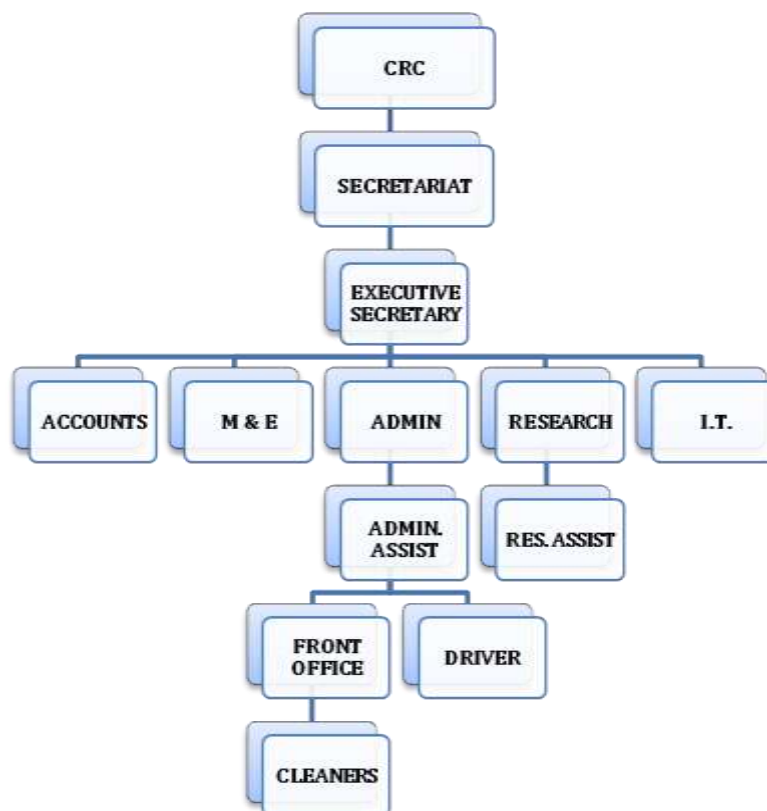 CRC
SECRETARIAT
EXECUTIVE
SECRETARY
ACCOUNTS
M & E
ADMIN
RESEARCH
I.T.
ADMIN.
ASSIST
RES. ASSIST
FRONT
OFFICE
DRIVER
CLEANERS